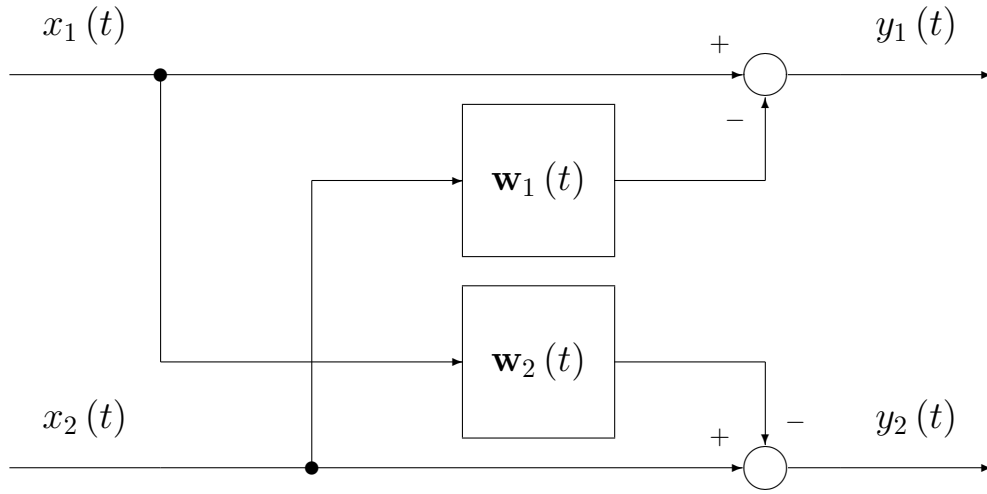 x₁(t)
y₁(t)
+
−
w₁(t)
w₂(t)
x₂(t)
y₂(t)
+
−